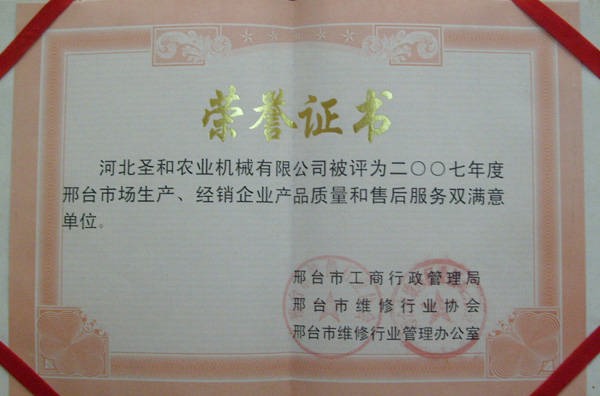 荣誉证书
河北圣和农业机械有限公司被评为二〇〇七年度
邢台市场生产、经销企业产品质量和售后服务双满意
单位。
邢台市工商行政管理局
邢台市维修行业协会
邢台市维修行业管理办公室